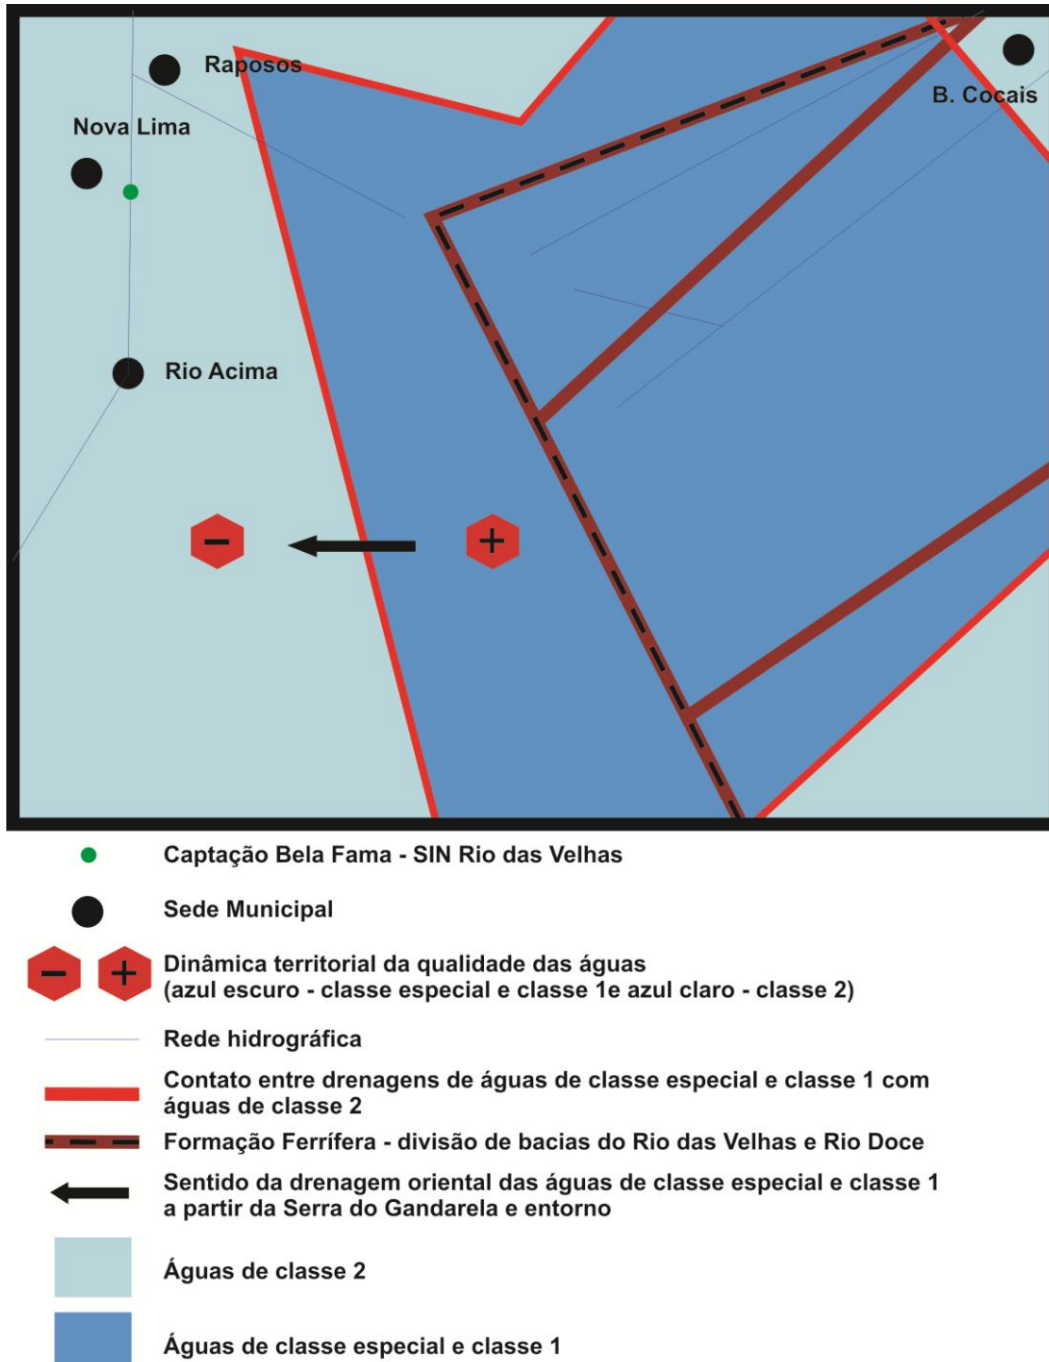 Raposos
B. Cocais
Nova Lima
Rio Acima
−
+
Captação Bela Fama - SIN Rio das Velhas
Sede Municipal
− +
Dinâmica territorial da qualidade das águas
(azul escuro - classe especial e classe 1e azul claro - classe 2)
Rede hidrográfica
Contato entre drenagens de águas de classe especial e classe 1 com
águas de classe 2
Formação Ferrífera - divisão de bacias do Rio das Velhas e Rio Doce
Sentido da drenagem oriental das águas de classe especial e classe 1
a partir da Serra do Gandarela e entorno
Águas de classe 2
Águas de classe especial e classe 1